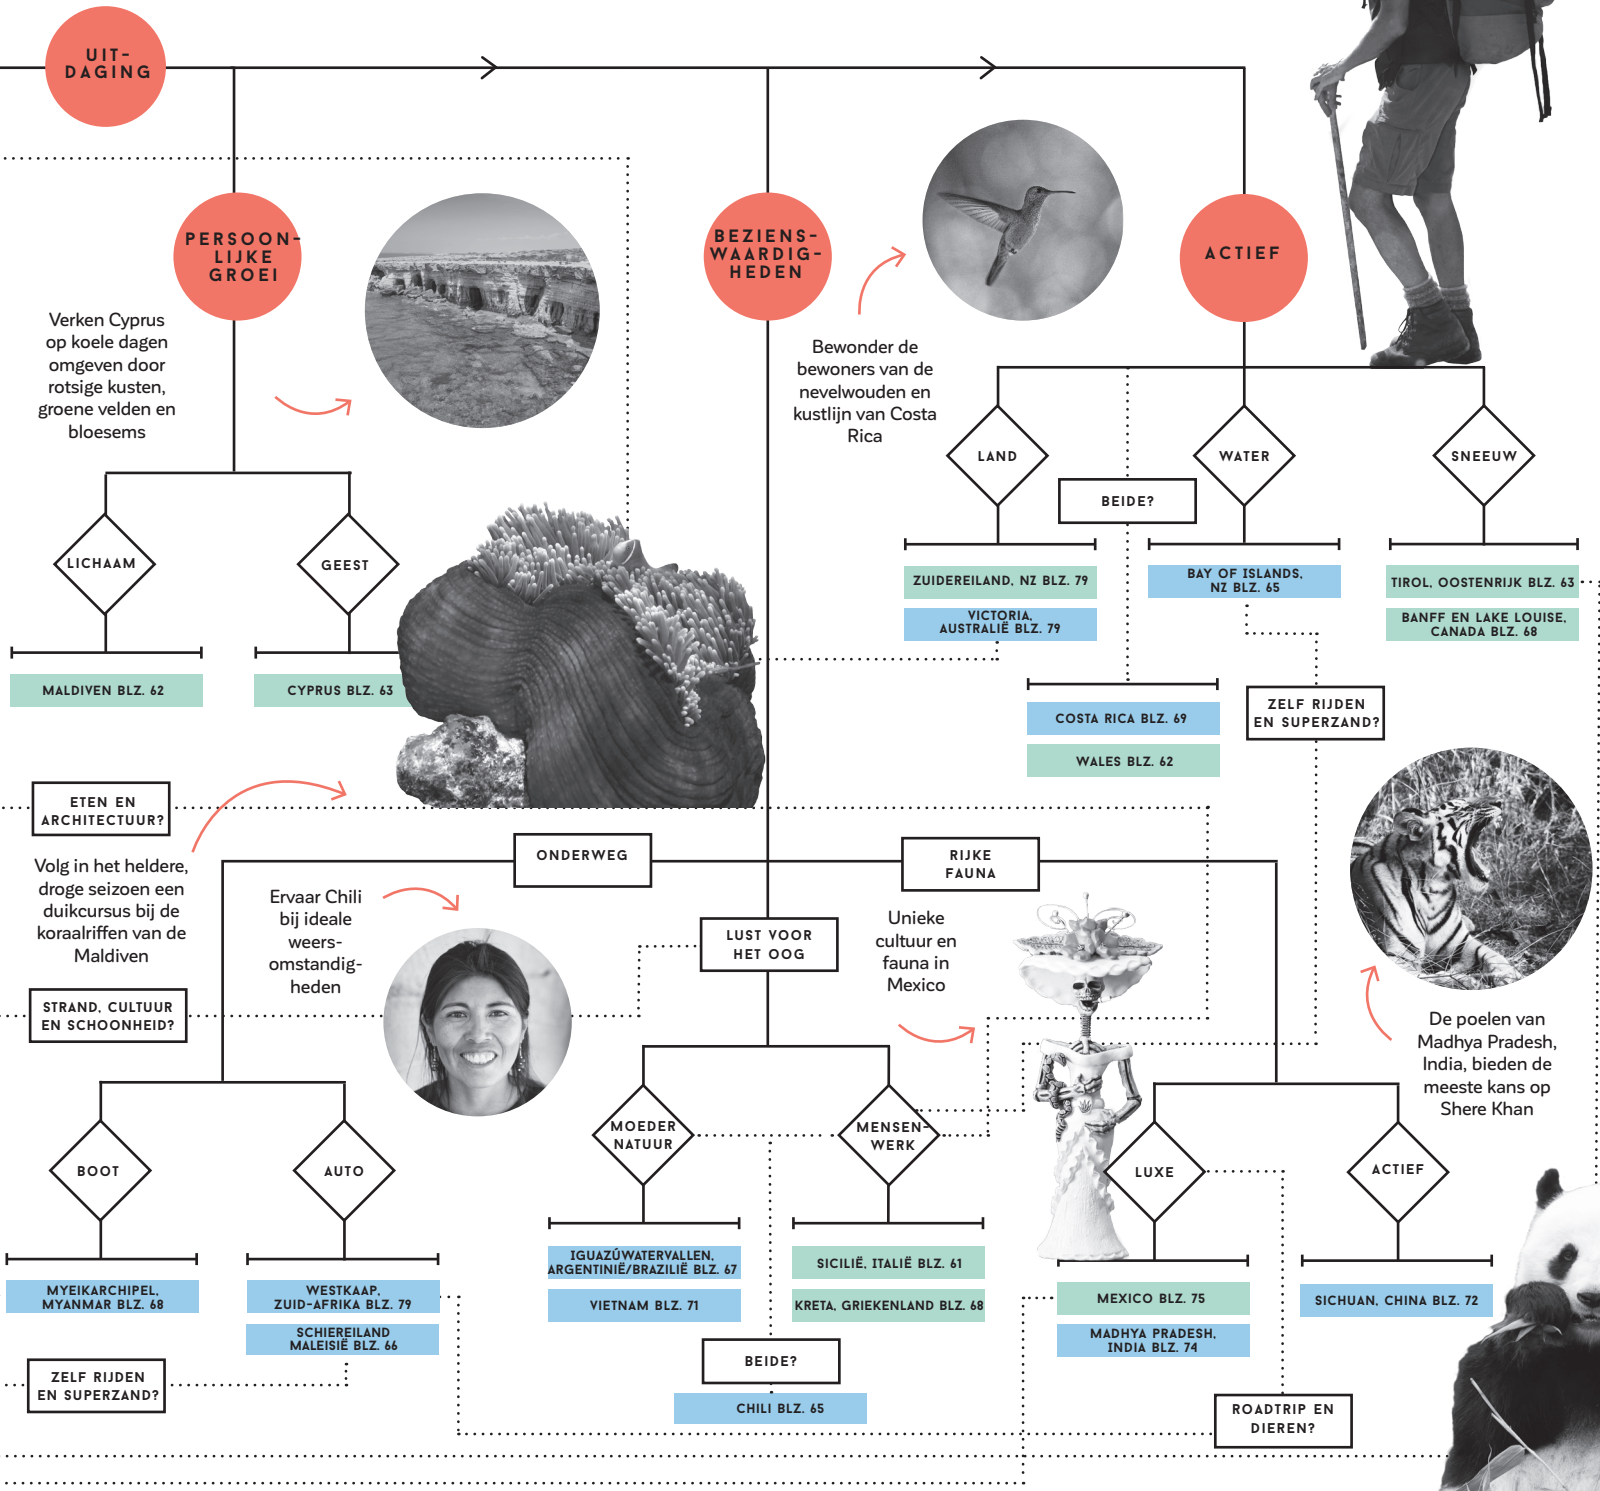 UIT-
DAGING
PERSOON-
LIJKE
GROEI
BEZIENS-
WAARDIG-
HEDEN
ACTIEF
Verken Cyprus
op koele dagen
omgeven door
rotsige kusten,
groene velden en
bloesems
Bewonder de
bewoners van de
nevelwouden en
kustlijn van Costa
Rica
LAND
WATER
SNEEUW
BEIDE?
LICHAAM
GEEST
ZUIDEREILAND, NZ BLZ. 79
VICTORIA,
AUSTRALIË BLZ. 79
BAY OF ISLANDS,
NZ BLZ. 65
TIROL, OOSTENRIJK BLZ. 63
BANFF EN LAKE LOUISE,
CANADA BLZ. 68
MALDIVEN BLZ. 62
CYPRUS BLZ. 63
COSTA RICA BLZ. 69
WALES BLZ. 62
ZELF RIJDEN
EN SUPERZAND?
ETEN EN
ARCHITECTUUR?
Volg in het heldere,
droge seizoen een
duikcursus bij de
koraalriffen van de
Maldiven
ONDERWEG
RIJKE
FAUNA
Ervaar Chili
bij ideale
weers-
omstandig-
heden
LUST VOOR
HET OOG
Unieke
cultuur en
fauna in
Mexico
STRAND, CULTUUR
EN SCHOONHEID?
De poelen van
Madhya Pradesh,
India, bieden de
meeste kans op
Shere Khan
BOOT
AUTO
MOEDER
NATUUR
MENSEN-
WERK
LUXE
ACTIEF
MYEIKARCHIPEL,
MYANMAR BLZ. 68
WESTKAAP,
ZUID-AFRIKA BLZ. 79
SCHIEREILAND
MALEISIË BLZ. 66
IGUAZÚWATERVALLEN,
ARGENTINIË/BRAZILIË BLZ. 67
VIETNAM BLZ. 71
SICILIË, ITALIË BLZ. 61
KRETA, GRIEKENLAND BLZ. 68
MEXICO BLZ. 75
MADHYA PRADESH,
INDIA BLZ. 74
SICHUAN, CHINA BLZ. 72
ZELF RIJDEN
EN SUPERZAND?
BEIDE?
CHILI BLZ. 65
ROADTRIP EN
DIEREN?